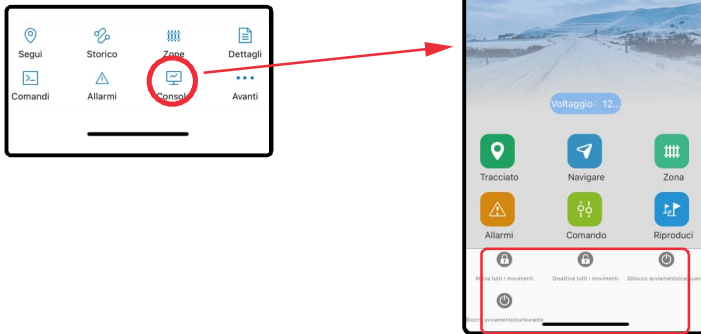 Segui Storico Zone Dettagli
Comandi Allarmi Console Avanti
Voltaggio: 12...
Tracciato Navigare Zona
Allarmi Comando Riproduci
Attiva tutti i movimenti Disattiva tutti i movimenti Sblocco avviamento/carburan
Blocco avviamento/carburante